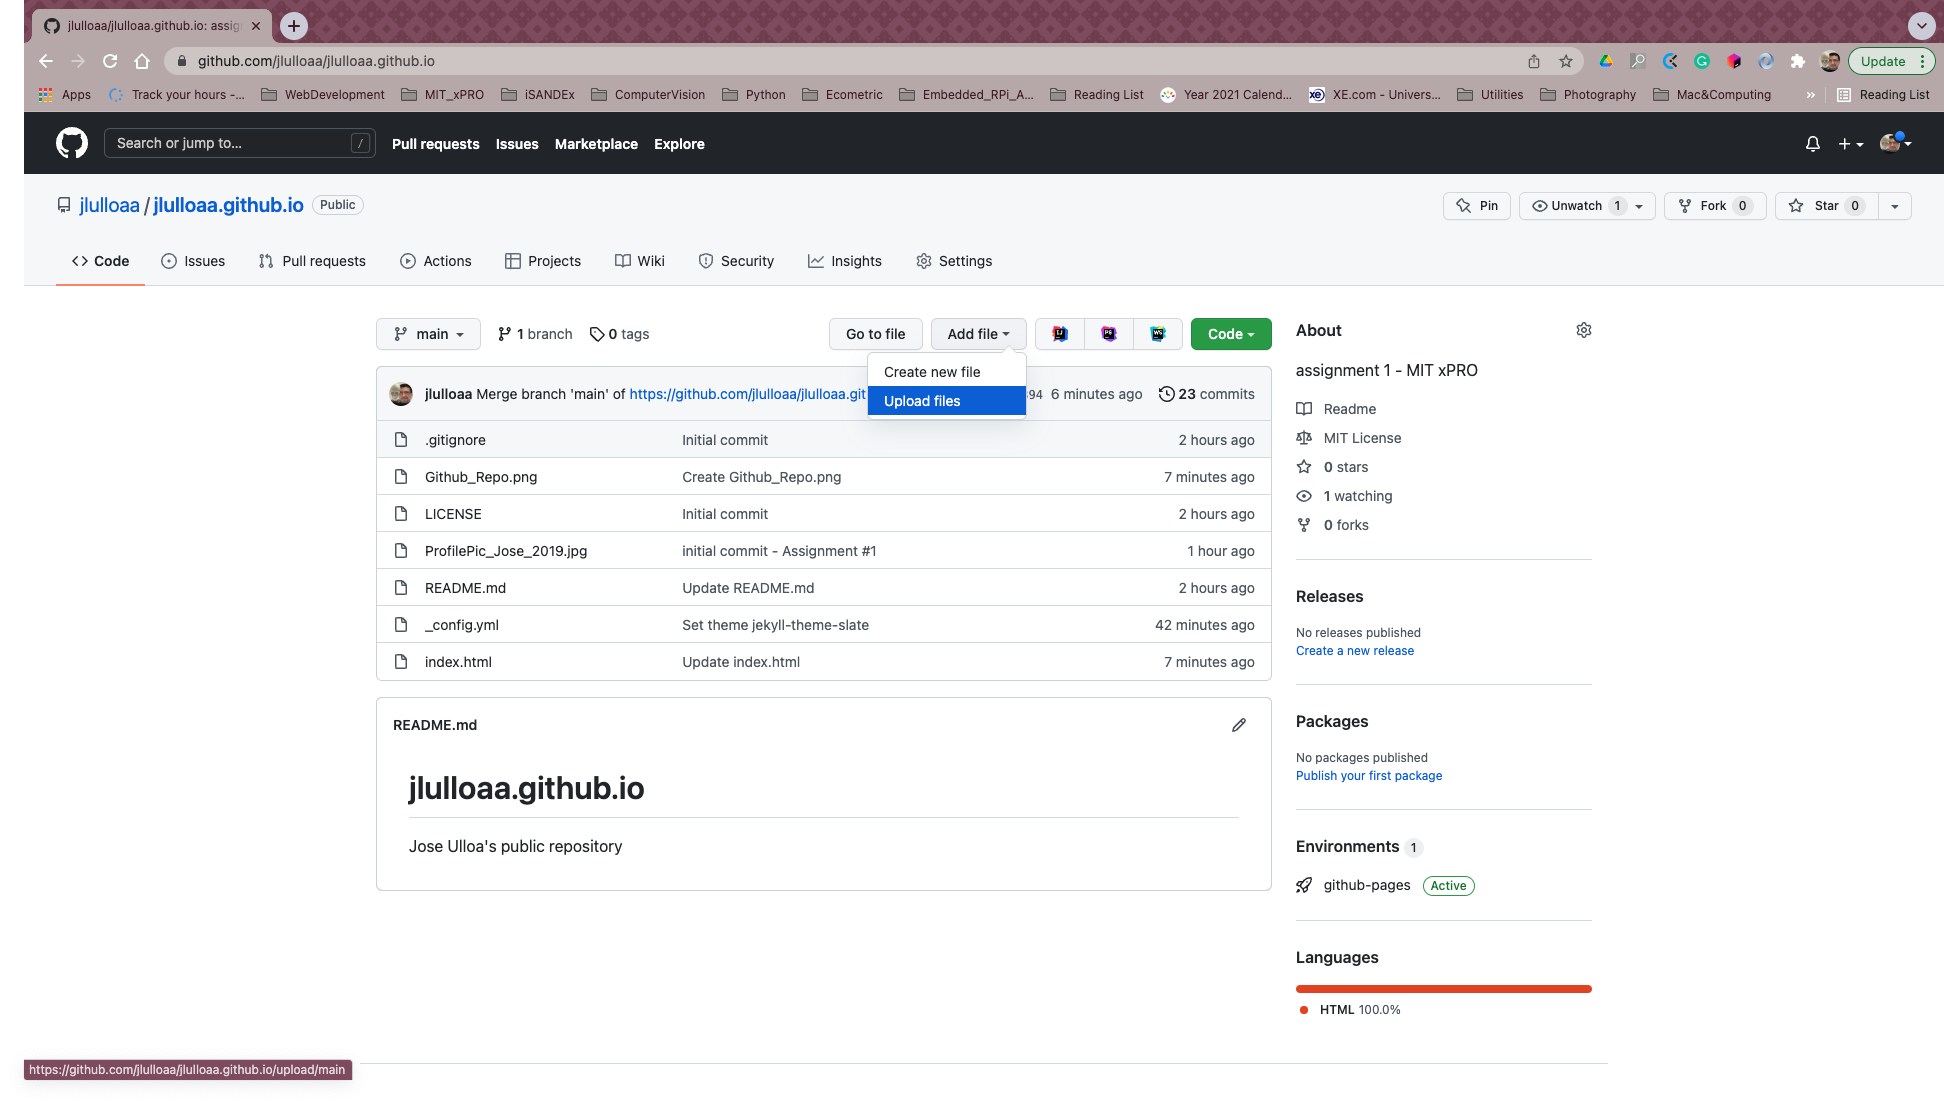 jlulloaa/jlulloaa.github.io: assig
github.com/jlulloaa/jlulloaa.github.io
Update
Apps Track your hours -... WebDevelopment MIT_xPRO iSANDEx ComputerVision Python Ecometric Embedded_RPi_A... Reading List Year 2021 Calend... XE.com - Univers... Utilities Photography Mac&Computing » Reading List
Search or jump to... / Pull requests Issues Marketplace Explore
jlulloaa / jlulloaa.github.io Public
Pin Unwatch 1 Fork 0 Star 0
Code Issues Pull requests Actions Projects Wiki Security Insights Settings
main 1 branch 0 tags Go to file Add file Code
Create new file
Upload files
jlulloaa Merge branch 'main' of https://github.com/jlulloaa/jlulloaa.git 94 6 minutes ago 23 commits
.gitignore Initial commit 2 hours ago
Github_Repo.png Create Github_Repo.png 7 minutes ago
LICENSE Initial commit 2 hours ago
ProfilePic_Jose_2019.jpg initial commit - Assignment #1 1 hour ago
README.md Update README.md 2 hours ago
_config.yml Set theme jekyll-theme-slate 42 minutes ago
index.html Update index.html 7 minutes ago
README.md
jlulloaa.github.io
Jose Ulloa's public repository
About
assignment 1 - MIT xPRO
Readme
MIT License
0 stars
1 watching
0 forks
Releases
No releases published
Create a new release
Packages
No packages published
Publish your first package
Environments 1
github-pages Active
Languages
HTML 100.0%
https://github.com/jlulloaa/jlulloaa.github.io/upload/main